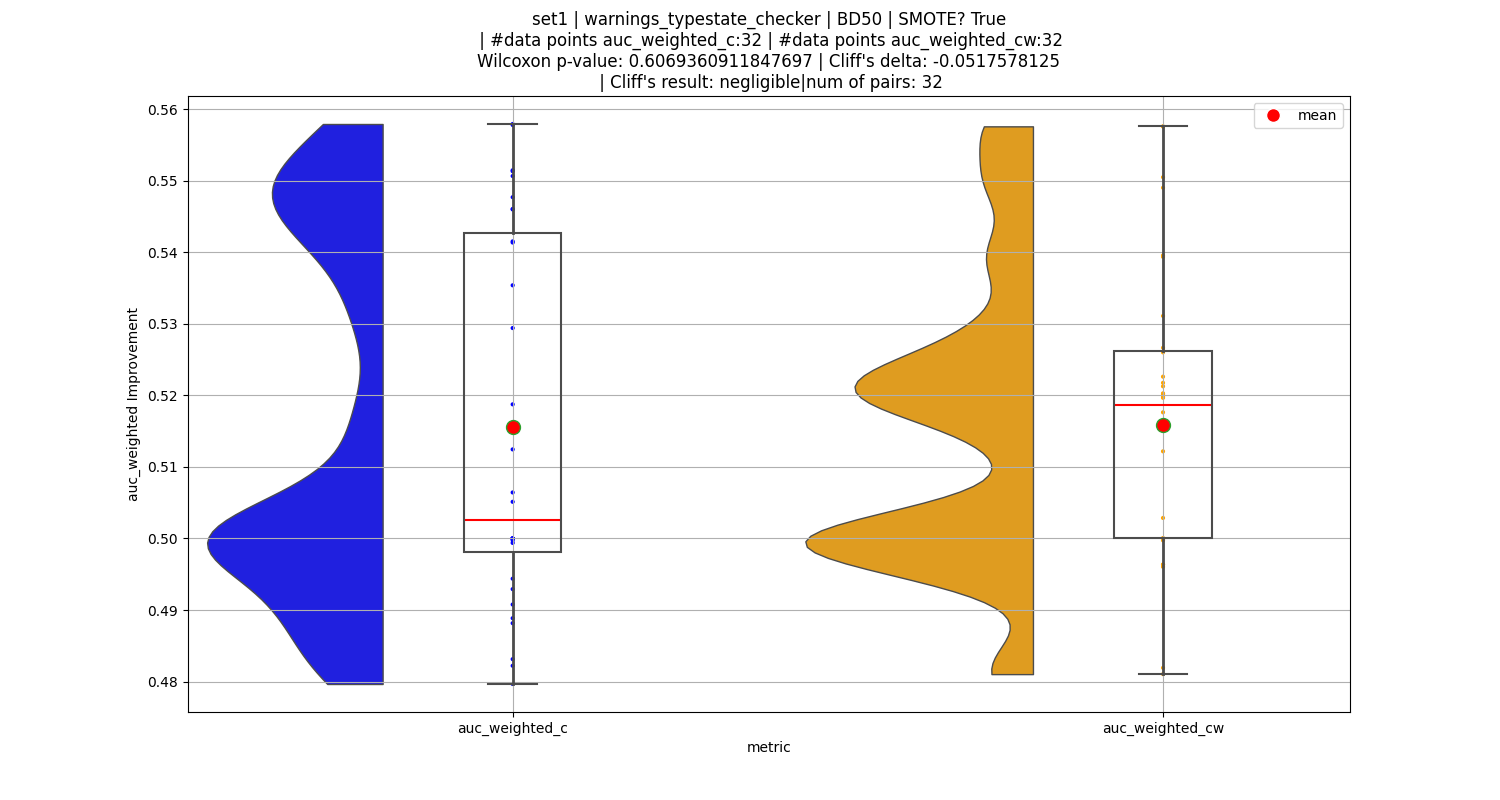 set1 | warnings_typestate_checker | BD50 | SMOTE? True
| #data points auc_weighted_c:32 | #data points auc_weighted_cw:32
Wilcoxon p-value: 0.6069360911847697 | Cliff's delta: -0.0517578125
| Cliff's result: negligible|num of pairs: 32
mean
auc_weighted Improvement
0.56
0.55
0.54
0.53
0.52
0.51
0.50
0.49
0.48
auc_weighted_c
auc_weighted_cw
metric